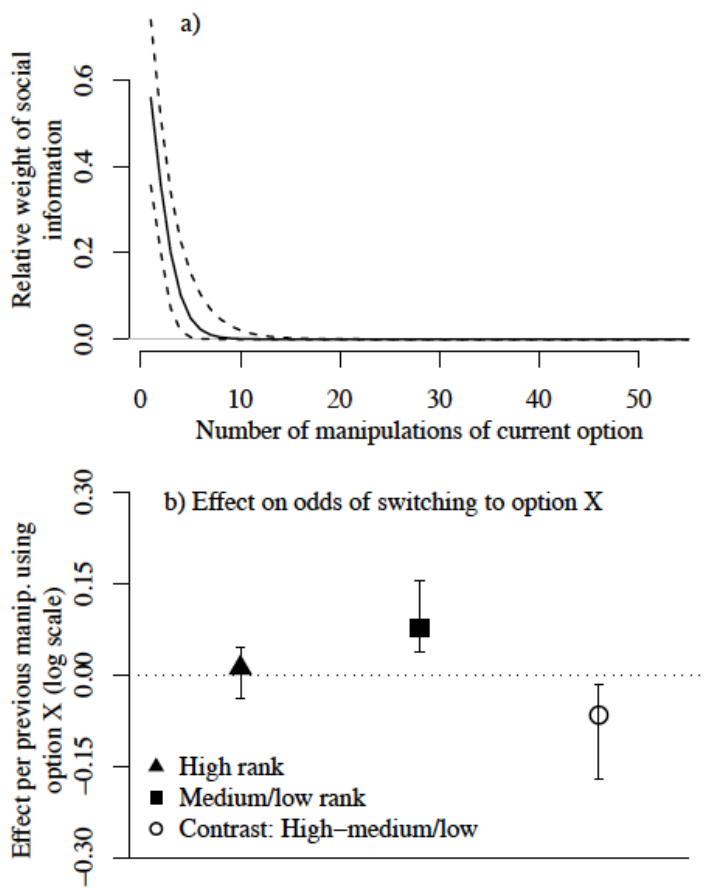 a)
Relative weight of social
information
0.6
0.4
0.2
0.0
0 10 20 30 40 50
Number of manipulations of current option
b) Effect on odds of switching to option X
Effect per previous manip. using
option X (log scale)
0.30
0.15
0.00
−0.15
−0.30
High rank
Medium/low rank
Contrast: High−medium/low